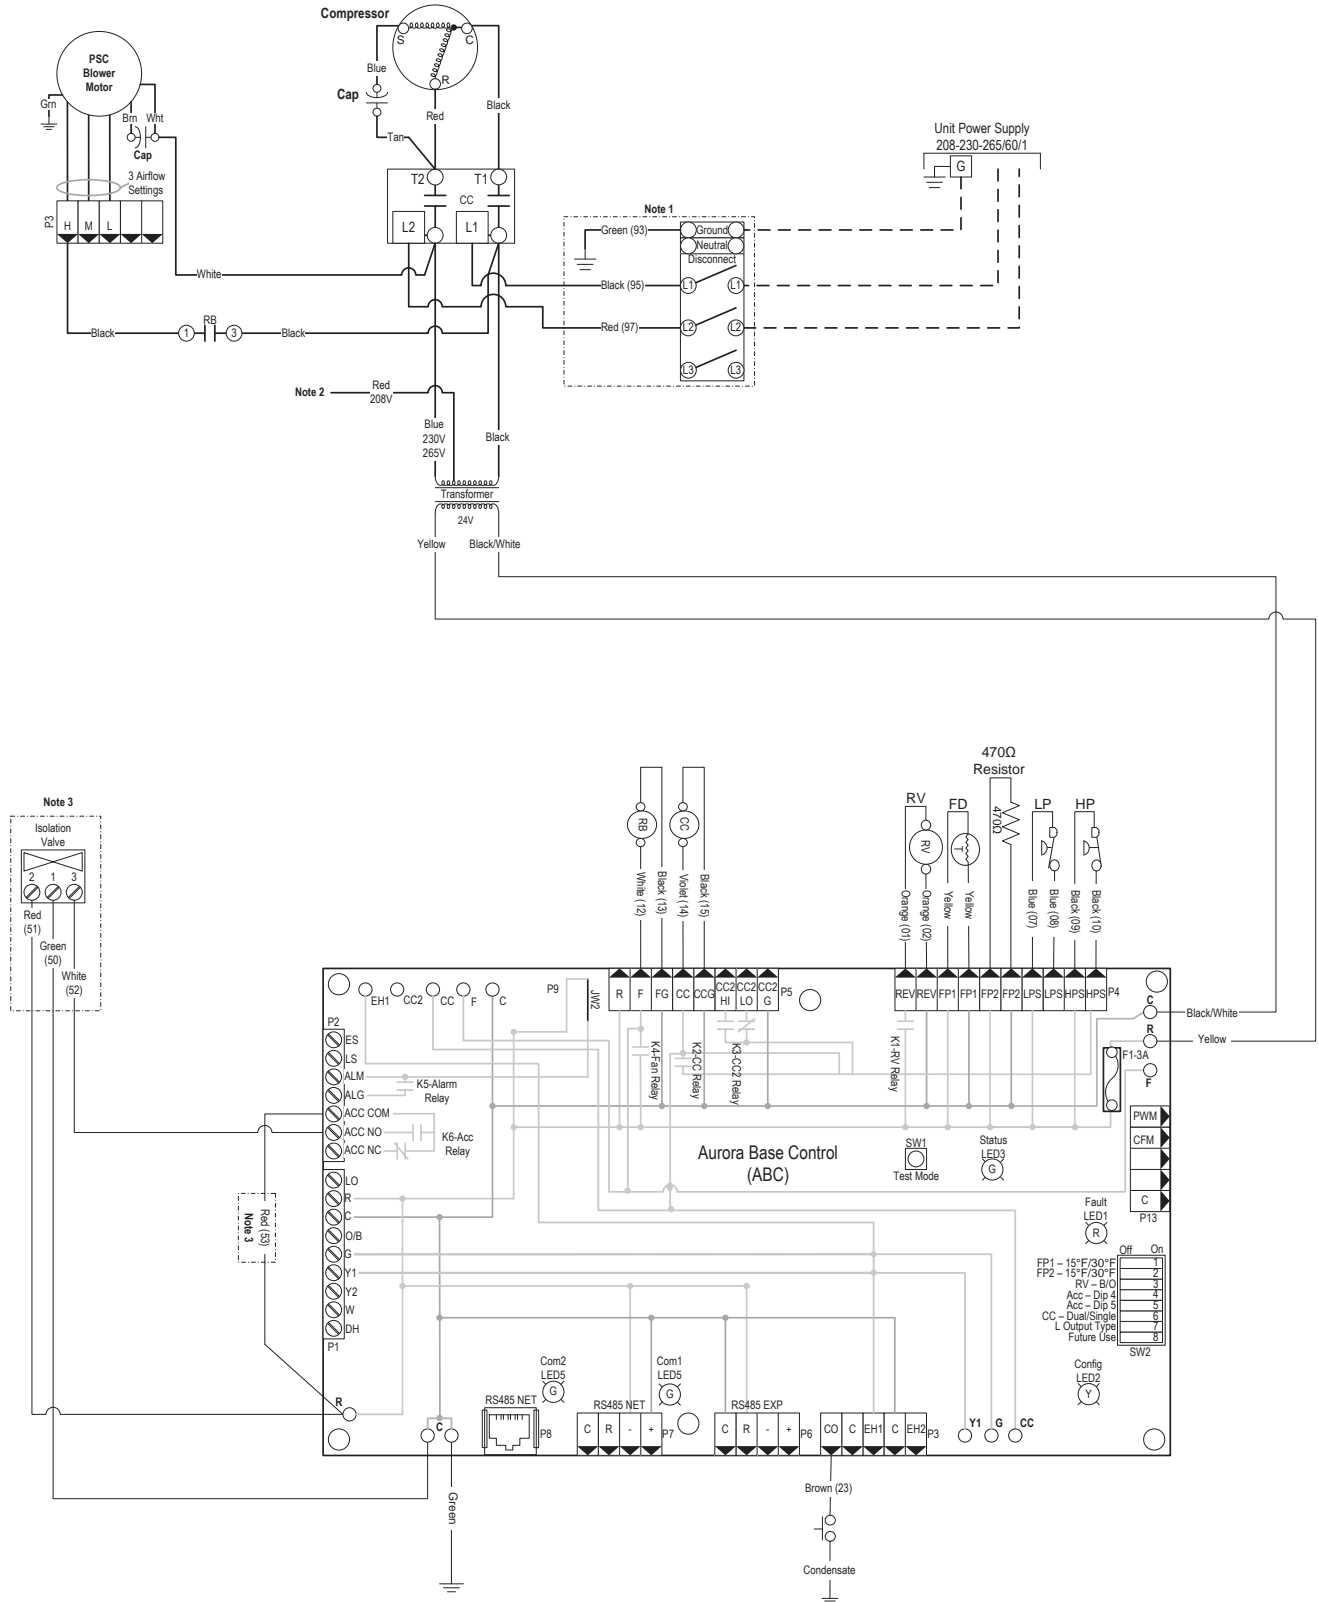 Compressor
S
C
R
PSC
Blower
Motor
Grn
Brn
Wht
Cap
3 Airflow
Settings
P3
H
M
L
Blue
Cap
Tan
Red
Black
T2
T1
CC
L2
L1
Unit Power Supply
208-230-265/60/1
G
Note 1
Green (93)
Ground
Neutral
Disconnect
Black (95)
L1
L1
Red (97)
L2
L2
L3
L3
White
Black
1
RB
3
Black
Note 2
Red
208V
Blue
230V
265V
Black
Transformer
24V
Yellow
Black/White
Note 3
Isolation
Valve
2
1
3
Red
(51)
Green
(50)
White
(52)
RB
CC
White (12)
Black (13)
Violet (14)
Black (15)
470Ω
Resistor
470Ω
RV
FD
LP
HP
RV
T
Orange (01)
Orange (02)
Yellow
Yellow
Blue (07)
Blue (08)
Black (09)
Black (10)
EH1
CC2
CC
F
C
P9
JW2
R
F
FG
CC
CCG
CC2
HI
CC2
LO
CC2
G
P5
REV
REV
FP1
FP1
FP2
FP2
LPS
LPS
HPS
HPS
P4
C
Black/White
R
Yellow
F1-3A
F
P2
ES
LS
ALM
ALG
ACC COM
ACC NO
ACC NC
K5-Alarm
Relay
K6-Acc
Relay
K4-Fan Relay
K2-CC Relay
K3-CC2 Relay
K1-RV Relay
Aurora Base Control
(ABC)
SW1
Test Mode
Status
LED3
G
PWM
CFM
C
P13
Fault
LED1
R
LO
R
C
O/B
G
Y1
Y2
W
DH
P1
Red (53)
Note 3
Off
On
FP1 – 15°F/30°F
1
FP2 – 15°F/30°F
2
RV – B/O
3
Acc – Dip 4
4
Acc – Dip 5
5
CC – Dual/Single
6
L Output Type
7
Future Use
8
SW2
Config
LED2
Y
Com2
LED5
G
Com1
LED5
G
R
C
RS485 NET
P8
RS485 NET
C
R
-
+
P7
RS485 EXP
C
R
-
+
P6
CO
C
EH1
C
EH2
P3
Y1
G
CC
Green
Brown (23)
Condensate